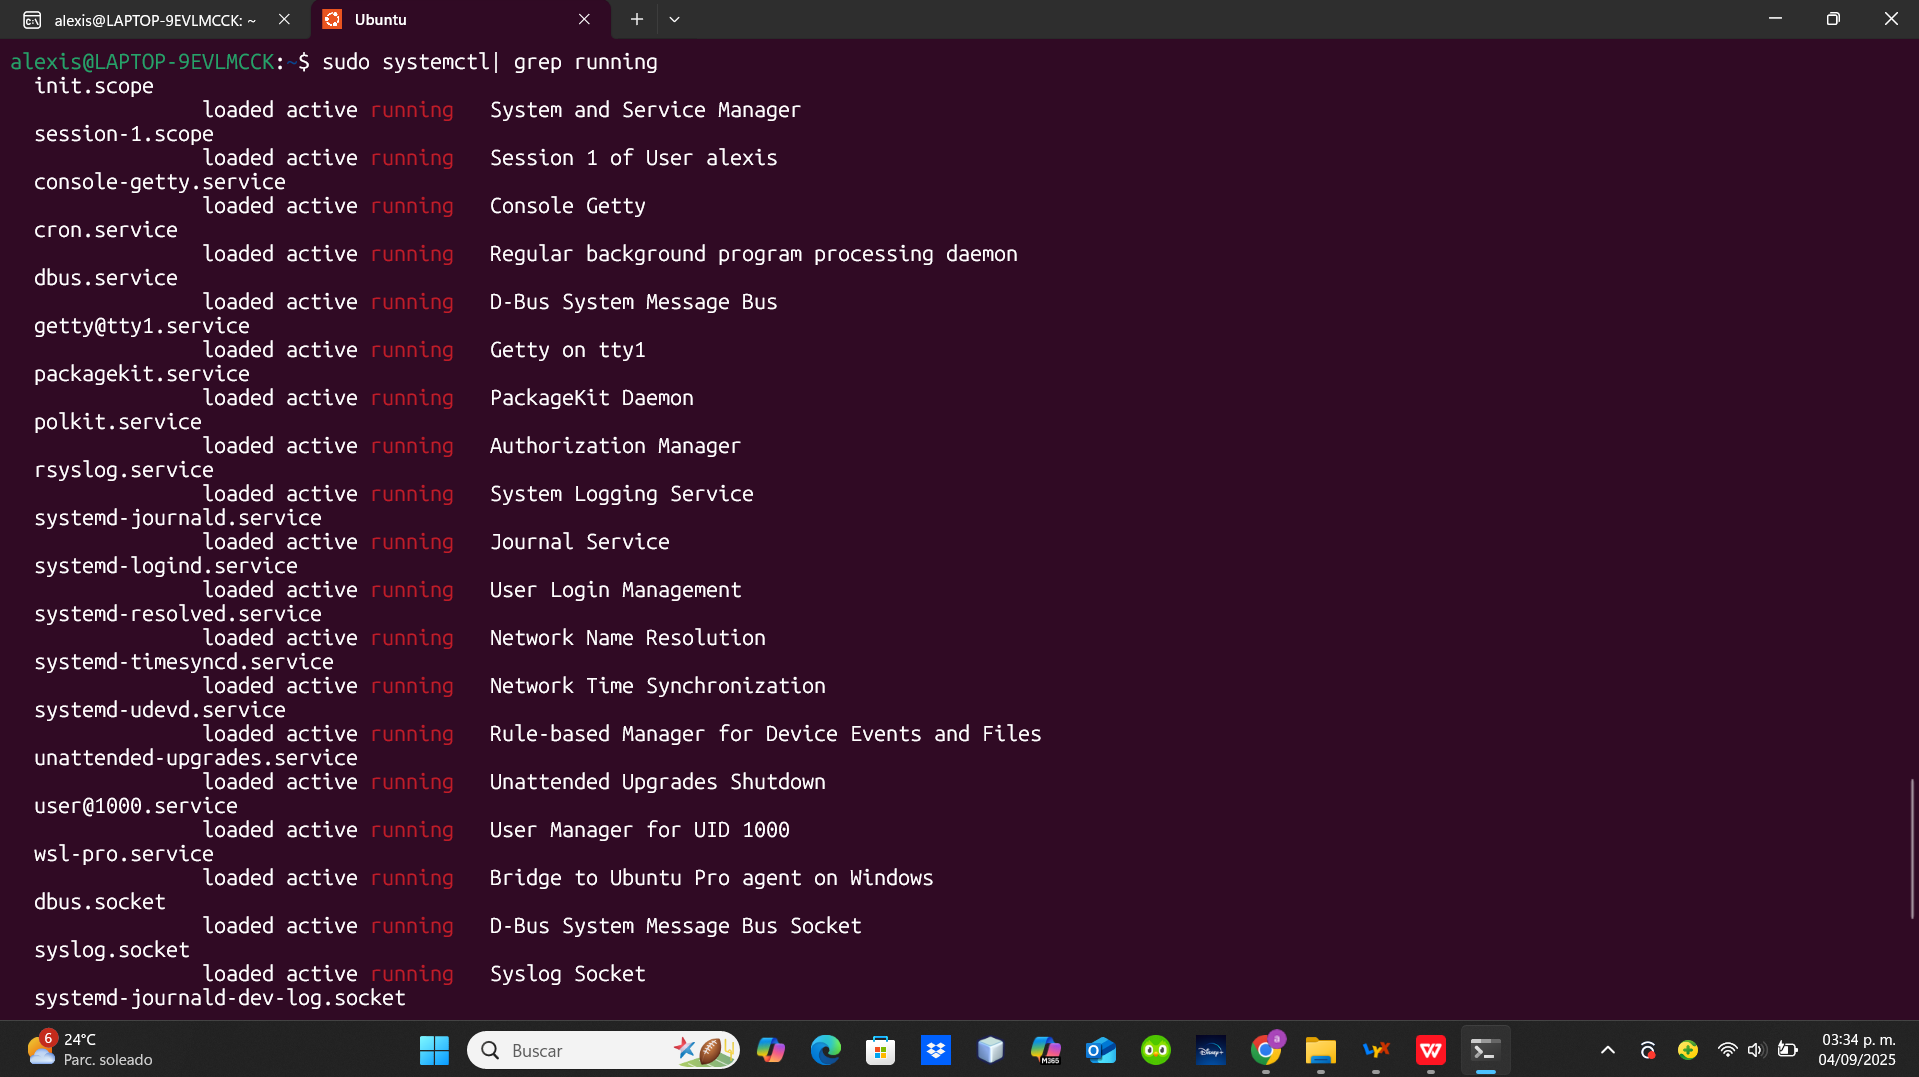 alexis@LAPTOP-9EVLMCCK: ~
Ubuntu
alexis@LAPTOP-9EVLMCCK:~$ sudo systemctl| grep running
init.scope
loaded active running   System and Service Manager
session-1.scope
loaded active running   Session 1 of User alexis
console-getty.service
loaded active running   Console Getty
cron.service
loaded active running   Regular background program processing daemon
dbus.service
loaded active running   D-Bus System Message Bus
getty@tty1.service
loaded active running   Getty on tty1
packagekit.service
loaded active running   PackageKit Daemon
polkit.service
loaded active running   Authorization Manager
rsyslog.service
loaded active running   System Logging Service
systemd-journald.service
loaded active running   Journal Service
systemd-logind.service
loaded active running   User Login Management
systemd-resolved.service
loaded active running   Network Name Resolution
systemd-timesyncd.service
loaded active running   Network Time Synchronization
systemd-udevd.service
loaded active running   Rule-based Manager for Device Events and Files
unattended-upgrades.service
loaded active running   Unattended Upgrades Shutdown
user@1000.service
loaded active running   User Manager for UID 1000
wsl-pro.service
loaded active running   Bridge to Ubuntu Pro agent on Windows
dbus.socket
loaded active running   D-Bus System Message Bus Socket
syslog.socket
loaded active running   Syslog Socket
systemd-journald-dev-log.socket
6
24°C
Parc. soleado
Buscar
M365
Disney+
a
LyX
W
03:34 p. m.
04/09/2025